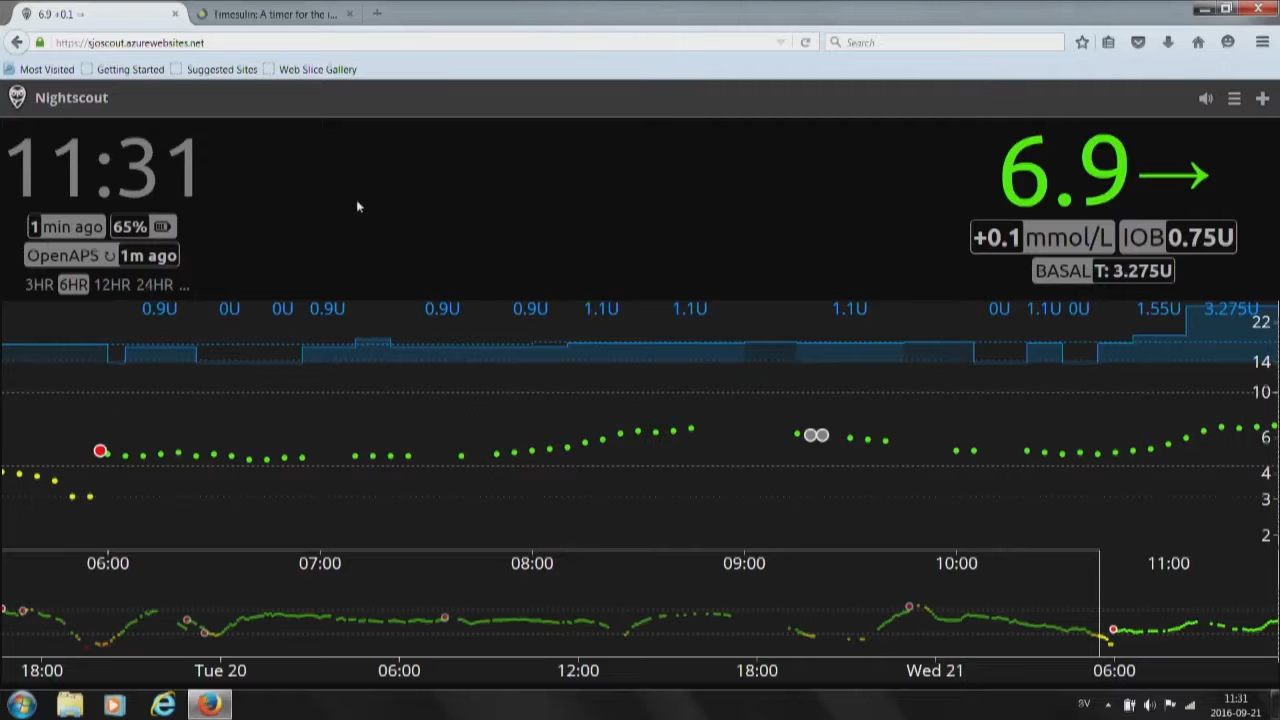 6.9 +0.1 →
Timesulin: A timer for the i...
https://sjoscout.azurewebsites.net
Search
Most Visited Getting Started Suggested Sites Web Slice Gallery
Nightscout
11:31
6.9→
1 min ago 65%
+0.1 mmol/L IOB 0.75U
OpenAPS ↻ 1m ago
BASAL T: 3.275U
3HR 6HR 12HR 24HR ...
0.9U 0U 0U 0.9U 0.9U 0.9U 1.1U 1.1U 1.1U 0U 1.1U 0U 1.55U 3.275U
22
14
10
6
4
3
2
06:00 07:00 08:00 09:00 10:00 11:00
18:00 Tue 20 06:00 12:00 18:00 Wed 21 06:00
SV
11:31
2016-09-21